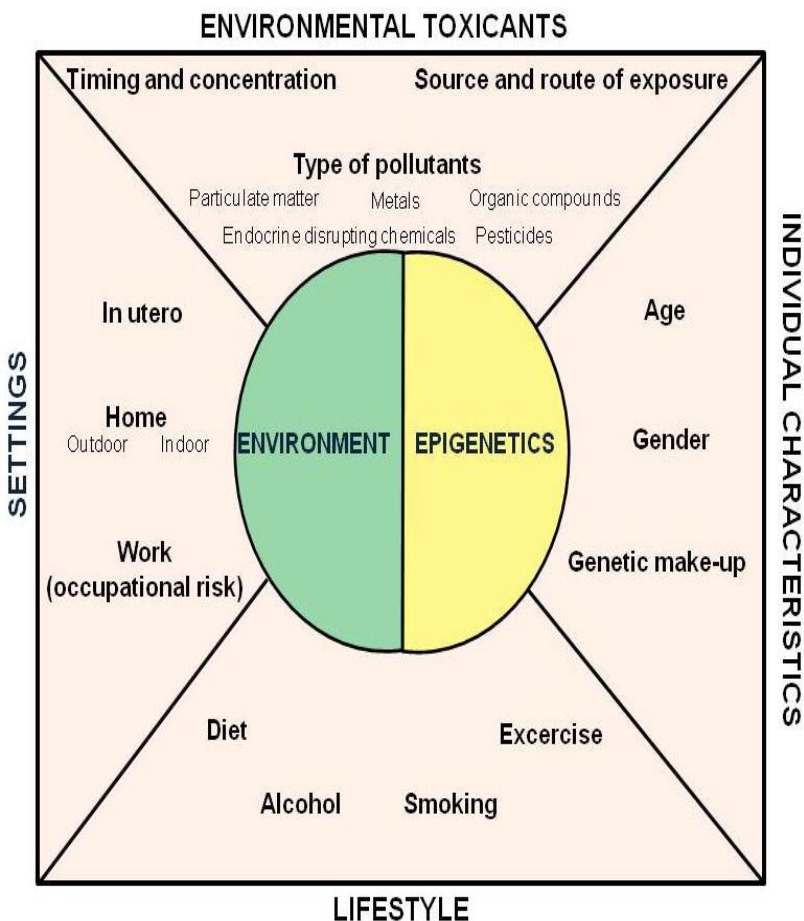 ENVIRONMENTAL TOXICANTS
Timing and concentration
Source and route of exposure
Type of pollutants
Particulate matter
Metals
Organic compounds
Endocrine disrupting chemicals
Pesticides
SETTINGS
In utero
Home
Outdoor
Indoor
Work
(occupational risk)
ENVIRONMENT
EPIGENETICS
Age
Gender
Genetic make-up
INDIVIDUAL CHARACTERISTICS
Diet
Excercise
Alcohol
Smoking
LIFESTYLE